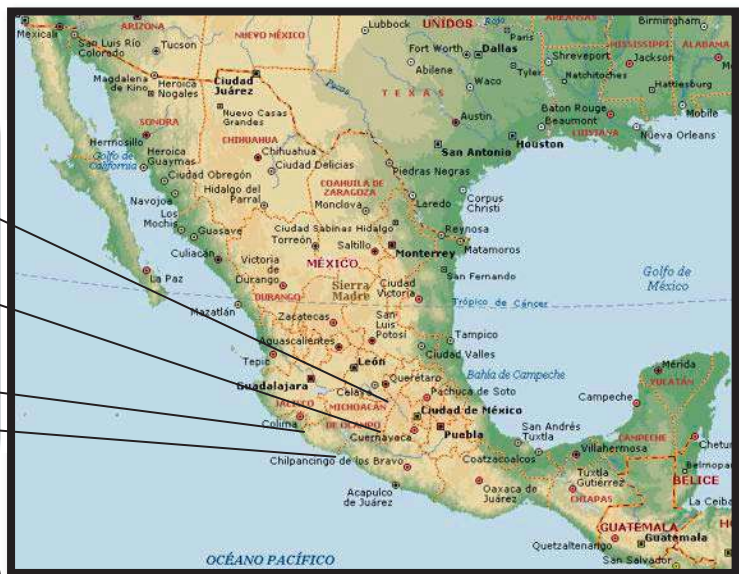 ARIZONA
Mexicali
San Luis Río
Colorado
Tucson
NUEVO MÉXICO
Lubbock
UNIDOS
Paris
ARKANSAS
Birmingham
Fort Worth
Dallas
MISSISSIPPI
ALABAMA
Abilene
Tyler
Shreveport
Jackson
Magdalena
de Kino
Heroica
Nogales
Ciudad
Juárez
Pecos
Waco
Natchitoches
Hattiesburg
TEXAS
Nuevo Casas
Grandes
Austin
Baton Rouge
Beaumont
Mobile
SONORA
Hermosillo
CHIHUAHUA
Chihuahua
San Antonio
Houston
LUISIANA
Nueva Orleans
Golfo de
California
Heroica
Guaymas
Ciudad Delicias
Piedras Negras
Ciudad Obregón
Hidalgo del
Parral
COAHUILA DE
ZARAGOZA
Monclova
Laredo
Corpus
Christi
Navojoa
Los
Mochis
Guasave
Ciudad Sabinas Hidalgo
Reynosa
Torreón
Saltillo
Monterrey
Matamoros
Culiacán
La Paz
Victoria
de
Durango
MÉXICO
San Fernando
Golfo de
México
DURANGO
Sierra
Madre
Ciudad
Victoria
Trópico de Cáncer
Mazatlán
Zacatecas
San
Luis
Potosí
Tampico
Aguascalientes
Ciudad Valles
Tepic
León
Bahía de Campeche
Mérida
YUCATÁN
Guadalajara
Celaya
Querétaro
Pachuca de Soto
Campeche
JALISCO
MICHOACÁN
DE OCAMPO
Ciudad de México
San Andrés
Tuxtla
CAMPECHE
Chetu
Colima
Cuernavaca
Puebla
Villahermosa
Belmopan
Chilpancingo de los Bravo
Coatzacoalcos
Tuxtla
Gutierrez
BELICE
Acapulco
de Juárez
Oaxaca de
Juárez
CHIAPAS
La Ceiba
GUATEMALA
Guatemala
Quetzaltenango
San Salvador
OCÉANO PACÍFICO